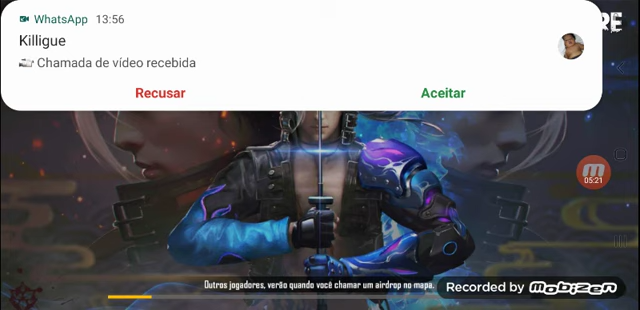 WhatsApp 13:56
RE
Killigue
Chamada de vídeo recebida
Recusar Aceitar
05:21
Outros jogadores, verão quando você chamar um airdrop no mapa.
Recorded by mobizen